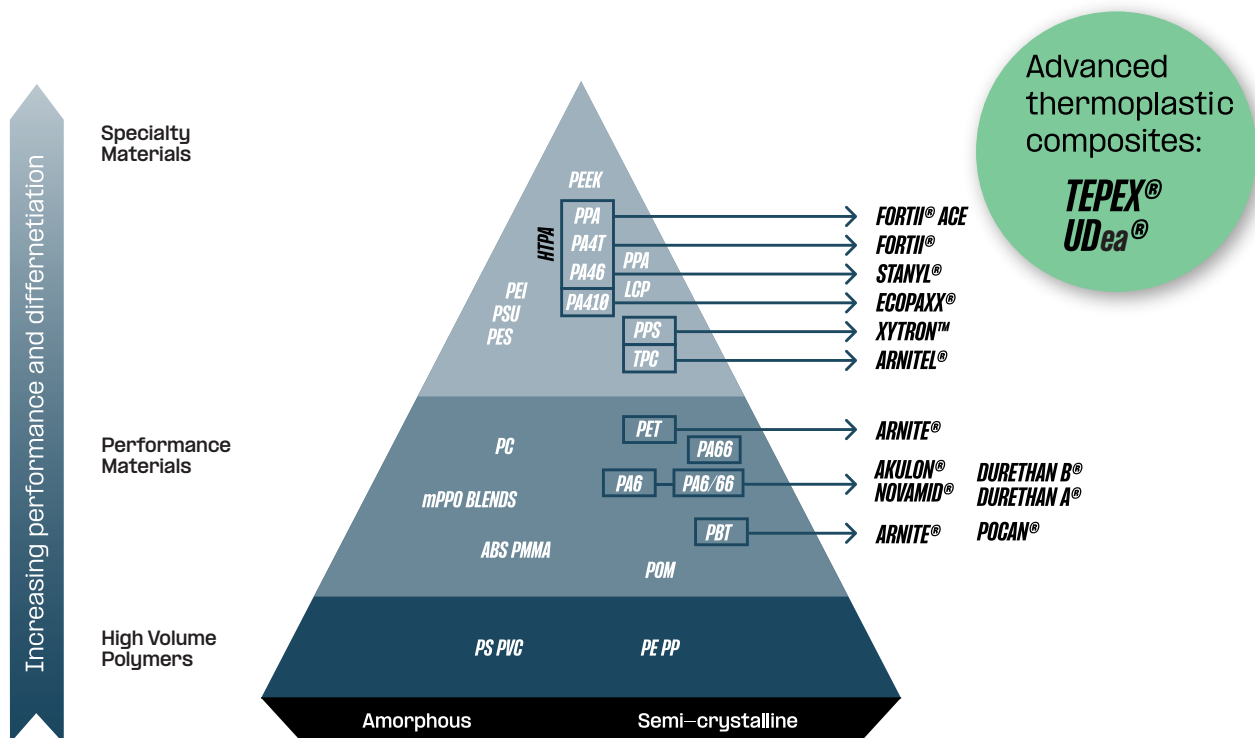 Advanced
thermoplastic
composites:
TEPEX®
UDea®
Increasing performance and differnetiation
Specialty
Materials
PEEK
HTPA
PPA
FORTII® ACE
PA4T
FORTII®
PPA
PA46
STANYL®
LCP
PA410
ECOPAXX®
PEI
PSU
PES
PPS
XYTRON™
TPC
ARNITEL®
Performance
Materials
PET
ARNITE®
PC
PA66
PA6
PA6/66
AKULON®
NOVAMID®
DURETHAN B®
DURETHAN A®
mPPO BLENDS
PBT
ARNITE®
POCAN®
ABS PMMA
POM
High Volume
Polymers
PS PVC
PE PP
Amorphous
Semi-crystalline